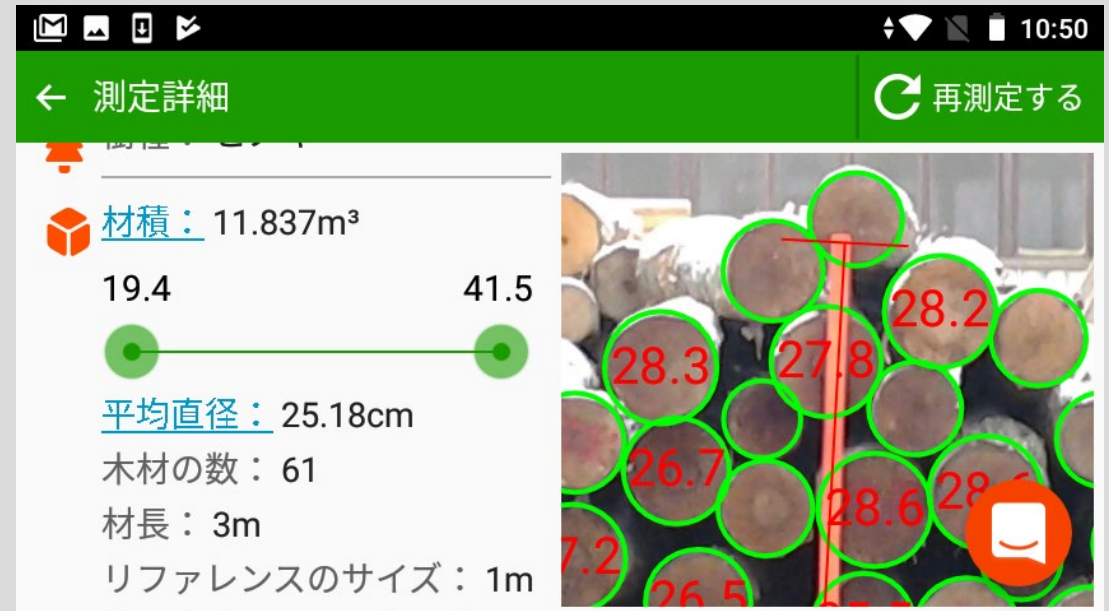 10:50
測定詳細
再測定する
材積： 11.837m³
19.4 41.5
平均直径： 25.18cm
木材の数： 61
材長： 3m
リファレンスのサイズ： 1m
28.2
28.3
27.8
26.7
28.6
7.2
26.5